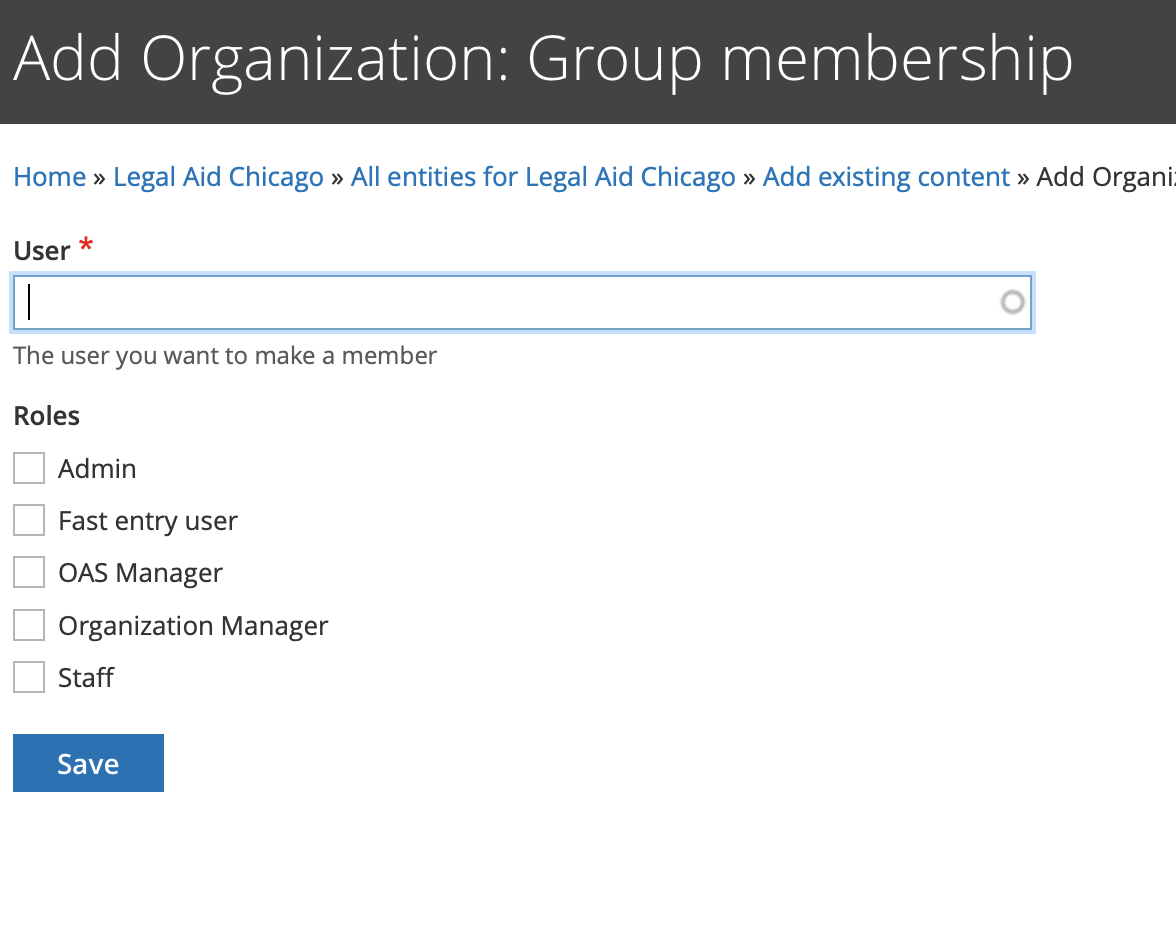 Add Organization: Group membership
Home » Legal Aid Chicago » All entities for Legal Aid Chicago » Add existing content » Add Organi
User *
The user you want to make a member
Roles
Admin
Fast entry user
OAS Manager
Organization Manager
Staff
Save